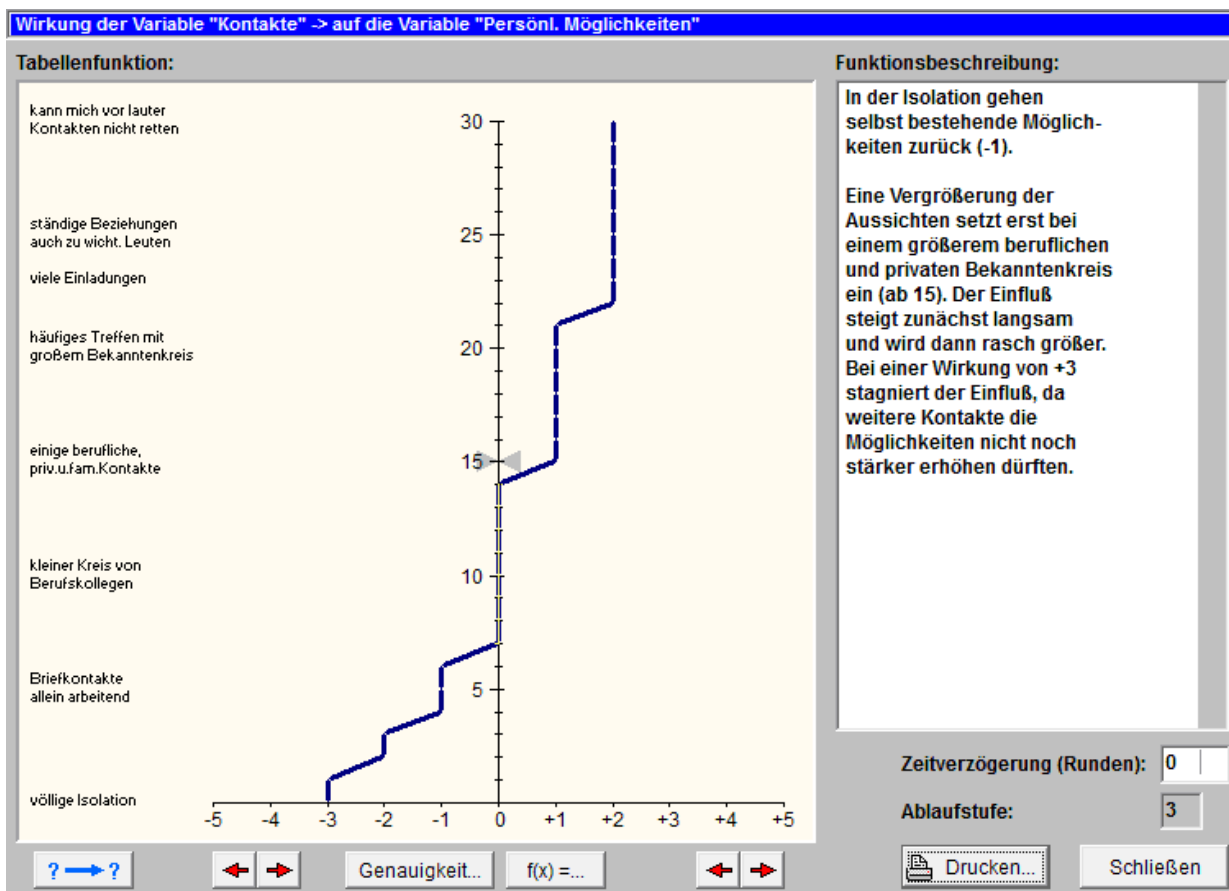 Wirkung der Variable "Kontakte" -> auf die Variable "Persönl. Möglichkeiten"
Tabellenfunktion:
kann mich vor lauter
Kontakten nicht retten
ständige Beziehungen
auch zu wicht. Leuten
viele Einladungen
häufiges Treffen mit
großem Bekanntenkreis
einige berufliche,
priv.u.fam.Kontakte
kleiner Kreis von
Berufskollegen
Briefkontakte
allein arbeitend
völlige Isolation
30
25
20
15
10
5
-5 -4 -3 -2 -1 0 +1 +2 +3 +4 +5
Funktionsbeschreibung:
In der Isolation gehen
selbst bestehende Möglich-
keiten zurück (-1).
Eine Vergrößerung der
Aussichten setzt erst bei
einem größerem beruflichen
und privaten Bekanntenkreis
ein (ab 15). Der Einfluß
steigt zunächst langsam
und wird dann rasch größer.
Bei einer Wirkung von +3
stagniert der Einfluß, da
weitere Kontakte die
Möglichkeiten nicht noch
stärker erhöhen dürften.
Zeitverzögerung (Runden): 0
Ablaufstufe: 3
? ?
Genauigkeit...
f(x) =...
Drucken...
Schließen